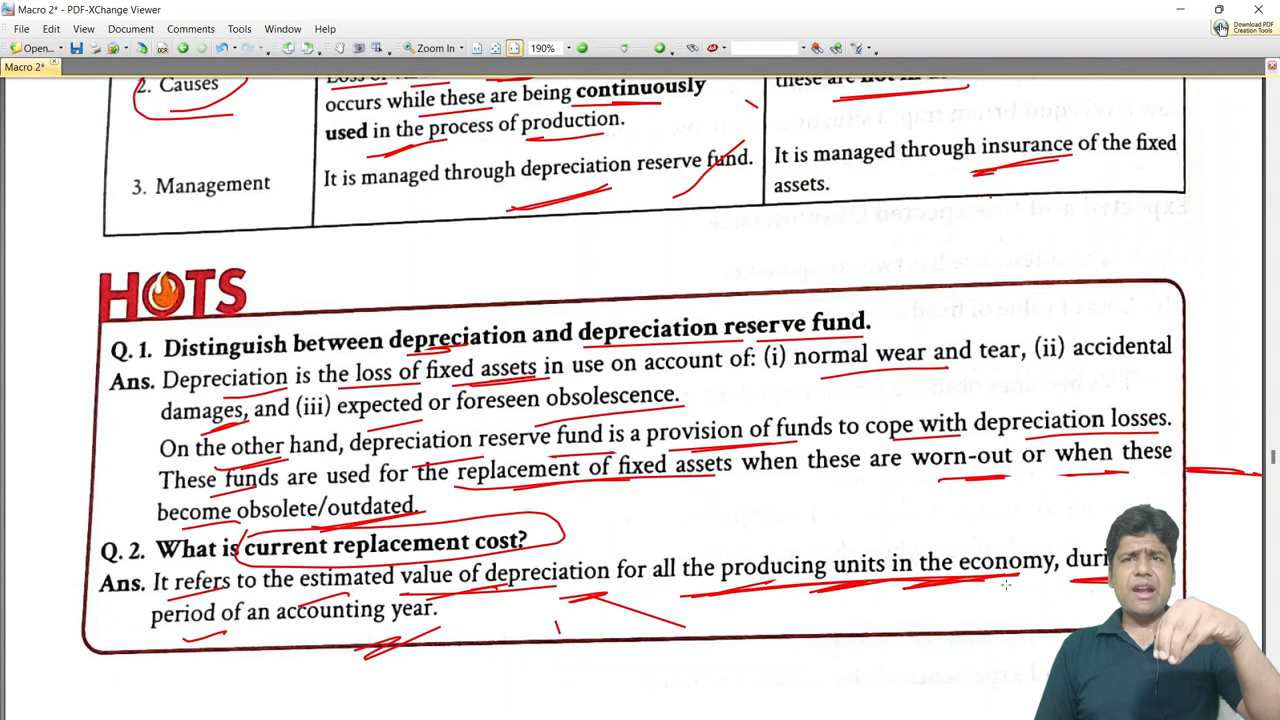 Macro 2* - PDF-XChange Viewer
File Edit View Document Comments Tools Window Help
Download PDF
Creation Tools
Open... Zoom In 190%
Macro 2*
2. Causes
occurs while these are being continuously
used in the process of production.
these are
3. Management
It is managed through depreciation reserve fund.
It is managed through insurance of the fixed
assets.
HOTS
Q. 1. Distinguish between depreciation and depreciation reserve fund.
Ans. Depreciation is the loss of fixed assets in use on account of: (i) normal wear and tear, (ii) accidental
damages, and (iii) expected or foreseen obsolescence.
On the other hand, depreciation reserve fund is a provision of funds to cope with depreciation losses.
These funds are used for the replacement of fixed assets when these are worn-out or when these
become obsolete/outdated.
Q. 2. What is current replacement cost?
Ans. It refers to the estimated value of depreciation for all the producing units in the economy, duri
period of an accounting year.